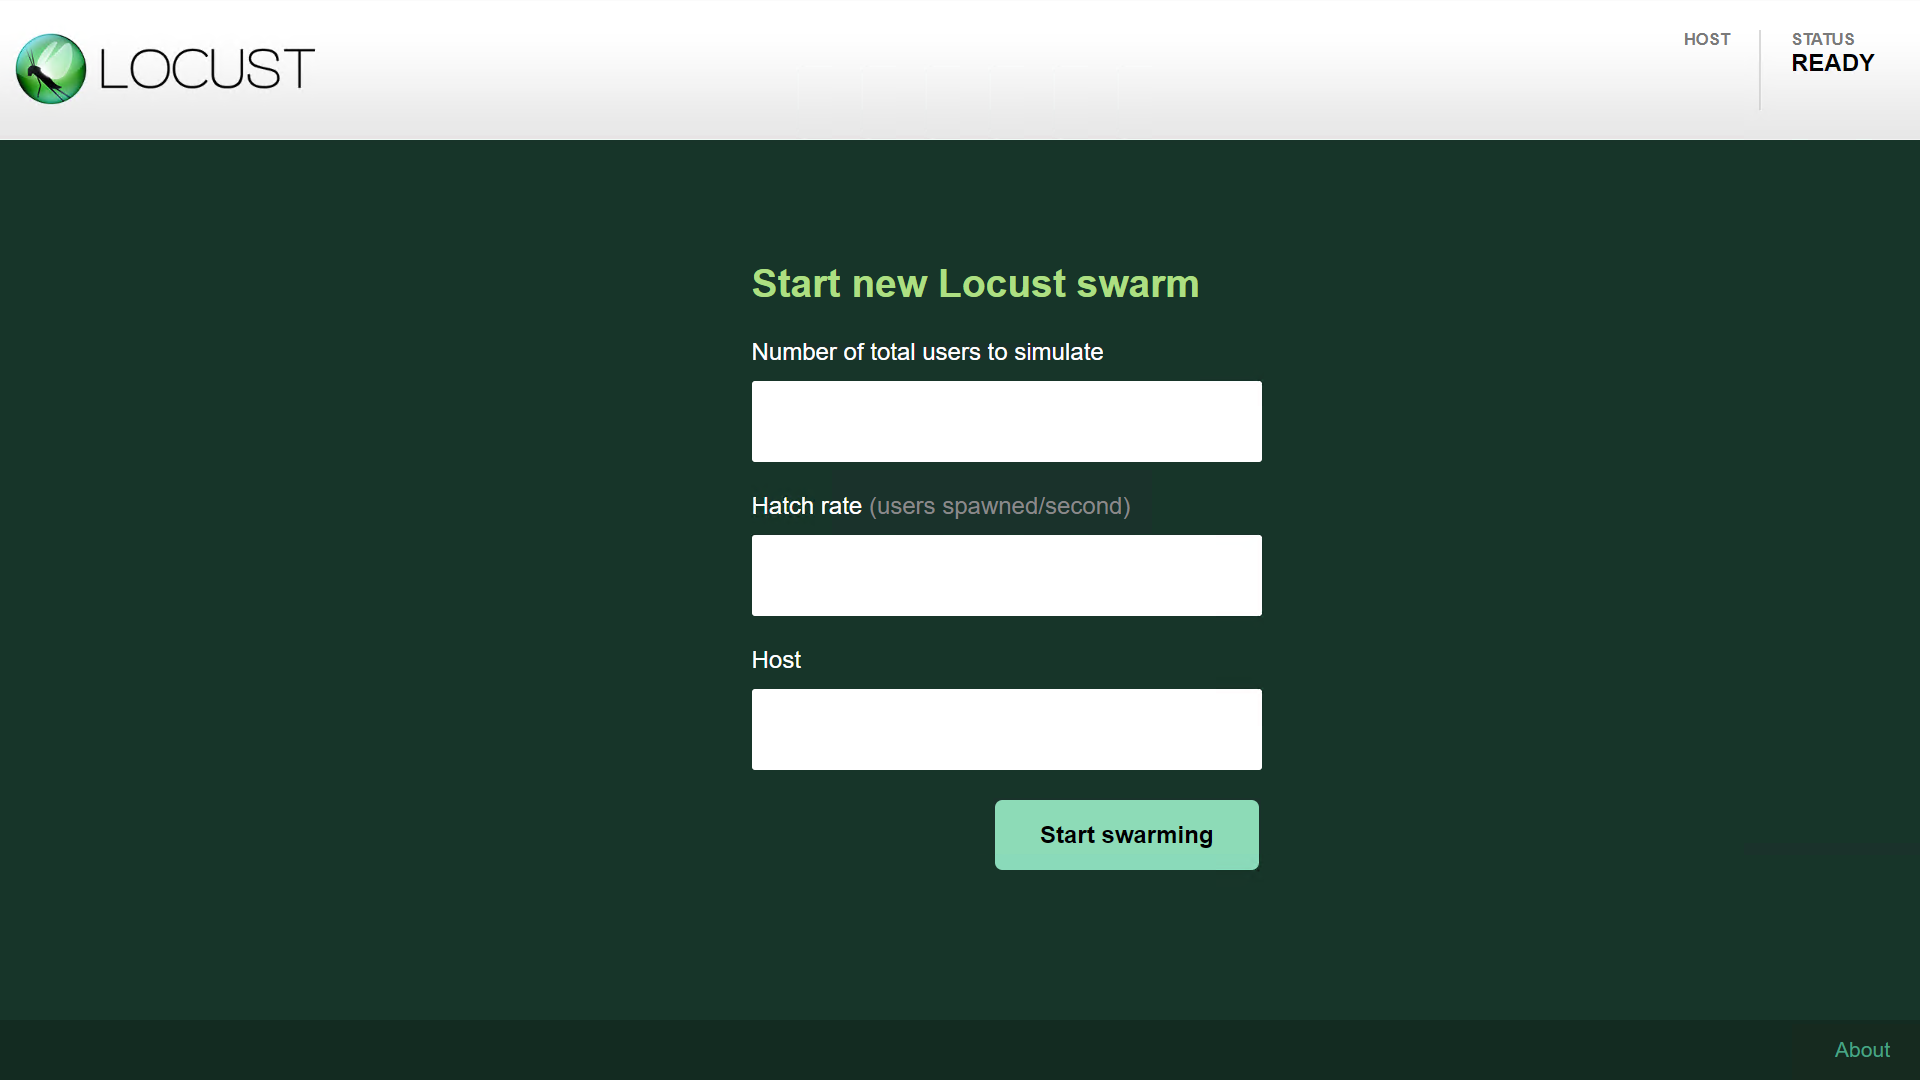 LOCUST
HOST
STATUS
READY
Start new Locust swarm
Number of total users to simulate
Hatch rate (users spawned/second)
Host
Start swarming
About